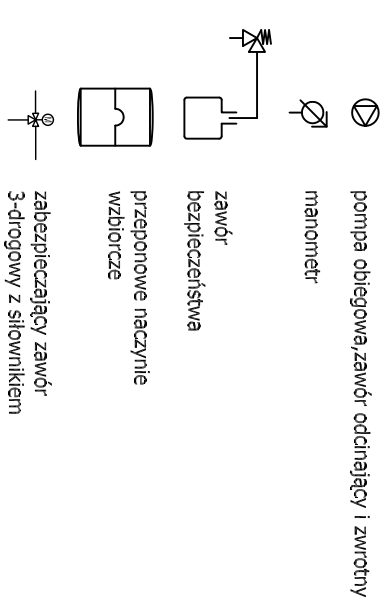 pompa obiegowa,zawór odcinający i zwrotny
manometr
zawór
bezpieczeństwa
przeponowe naczynie
wzbiorcze
M
zabezpieczający zawór
3-drogowy z siłownikiem